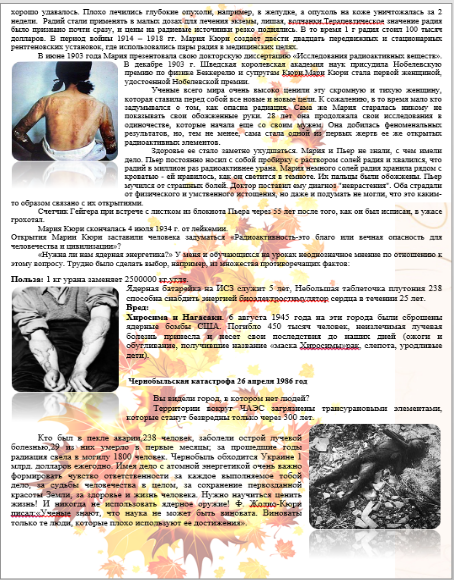 хорошо удавалось. Плохо лечились глубокие опухоли, например, в желудке, а опухоль на коже уничтожалась за 2
недели. Радий стали применять в малых дозах для лечения экземы, лишая, волчанки.Терапевтическое значение радия
было признано почти сразу, и цены на радиевые источники резко поднялись. В то время 1 г радия стоил 100 тысяч
долларов. В период войны 1914 – 1918 гг. Мария Кюри создает двести двадцать передвижных и стационарных
рентгеновских установок, где использовались пары радия в медицинских целях.
В июне 1903 года Мария презентовала свою докторскую диссертацию «Исследования радиоактивных веществ».
В декабре 1903 г. Шведская королевская академия наук присудила Нобелевскую
премию по физике Беккерелю и супругам Кюри.Мари Кюри стала первой женщиной,
удостоенной Нобелевской премии.
Ученые всего мира очень высоко ценили эту скромную и тихую женщину,
которая ставила перед собой все новые и новые цели. К сожалению, в то время мало кто
задумывался о том, как опасна радиация. Сама же Мария старалась никому не
показывать свои обожженные руки. 28 лет она продолжала свои исследования в
одиночестве, которые начала еще со своим мужем. Она добилась феноменальных
результатов, но, тем не менее, сама стала одной из первых жертв ее же открытых
радиоактивных элементов.
Здоровье ее стало заметно ухудшаться. Мария и Пьер не знали, с чем имели
дело. Пьер постоянно носил с собой пробирку с раствором солей радия и хвалился, что
радий в миллион раз радиоактивнее урана. Мария немного солей радия хранила рядом с
кроватью - ей нравилось, как он светится в темноте. Их пальцы были обожжены. Пьер
мучился от страшных болей. Доктор поставил ему диагноз "неврастения". Оба страдали
от физического и умственного истощения, но даже и подумать не могли, что это каким-
то образом связано с их открытиями.
Счетчик Гейгера при встрече с листком из блокнота Пьера через 55 лет после того, как он был исписан, в ужасе
грохотал.
Мария Кюри скончалась 4 июля 1934 г. от лейкемии.
Открытия Марии Кюри заставили человека задуматься «Радиоактивность-это благо или вечная опасность для
человечества и цивилизации»?
«Нужна ли нам ядерная энергетика?» У меня и обучающихся на уроках неоднозначное мнение по отношению к
этому вопросу. Трудно было сделать выбор, например, из множества противоречащих фактов:
Польза: 1 кг урана заменяет 2500000 кг.угля.
Ядерная батарейка на ИСЗ служит 5 лет. Небольшая таблеточка плутония 238
способна снабдить энергией биоэлектростимулятор сердца в течении 25 лет.
Вред:
Хиросима и Нагасаки. 6 августа 1945 года на эти города были сброшены
ядерные бомбы США. Погибло 450 тысяч человек, неизлечимая лучевая
болезнь принесла и несет свои последствия до наших дней (ожоги и
обугливание, получившие название «маска Хиросимы»рак, слепота, уродливые
дети).
Чернобыльская катастрофа 26 апреля 1986 год
Вы видели город, в котором нет людей?
Территории вокруг ЧАЭС загрязнены трансурановыми элементами,
которые станут безвредны только через 300 лет.
Кто был в пекле аварии,238 человек, заболели острой лучевой
болезнью,29 из них умерло в первые месяцы; за прошедшие годы
радиация свела в могилу 1800 человек. Чернобыль обходится Украине 1
млрд. долларов ежегодно. Имея дело с атомной энергетикой очень важно
формировать чувство ответственности за каждое выполняемое тобой
дело, за судьбы человечества в целом, за сохранение первозданной
красоты Земли, за здоровье и жизнь человека. Нужно научиться ценить
жизнь! И никогда не использовать ядерное оружие! Ф. Жолио-Кюри
писал:«Учёные знают, что наука не может быть виновата. Виноваты
только те люди, которые плохо используют ее достижения».